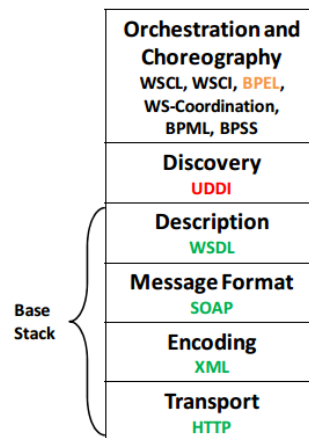 Orchestration and
Choreography
WSCL, WSCI, BPEL,
WS-Coordination,
BPML, BPSS
Discovery
UDDI
Description
WSDL
Message Format
SOAP
Encoding
XML
Transport
HTTP
Base
Stack